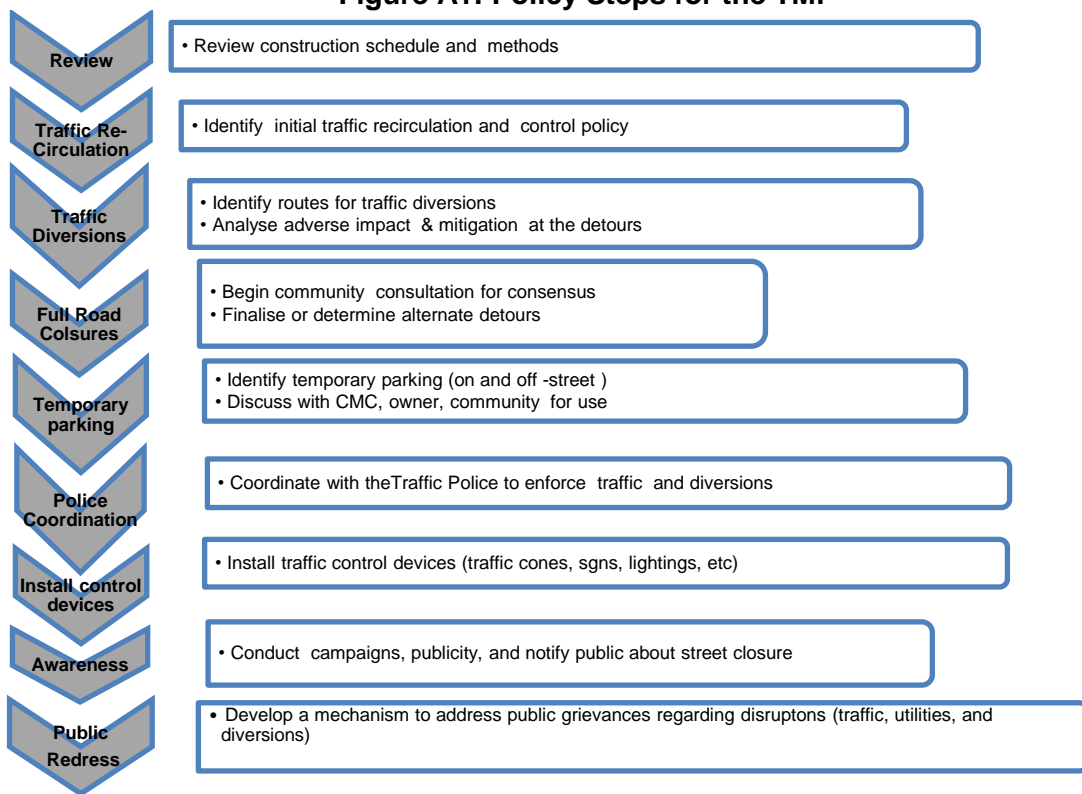 Figure A1: Policy Steps for the TMP
Review
• Review construction schedule and methods
Traffic Re-
Circulation
• Identify initial traffic recirculation and control policy
Traffic
Diversions
• Identify routes for traffic diversions
• Analyse adverse impact & mitigation at the detours
Full Road
Colsures
• Begin community consultation for consensus
• Finalise or determine alternate detours
Temporary
parking
• Identify temporary parking (on and off -street )
• Discuss with CMC, owner, community for use
Police
Coordination
• Coordinate with theTraffic Police to enforce traffic and diversions
Install control
devices
• Install traffic control devices (traffic cones, sgns, lightings, etc)
Awareness
• Conduct campaigns, publicity, and notify public about street closure
Public
Redress
• Develop a mechanism to address public grievances regarding disruptons (traffic, utilities, and
diversions)